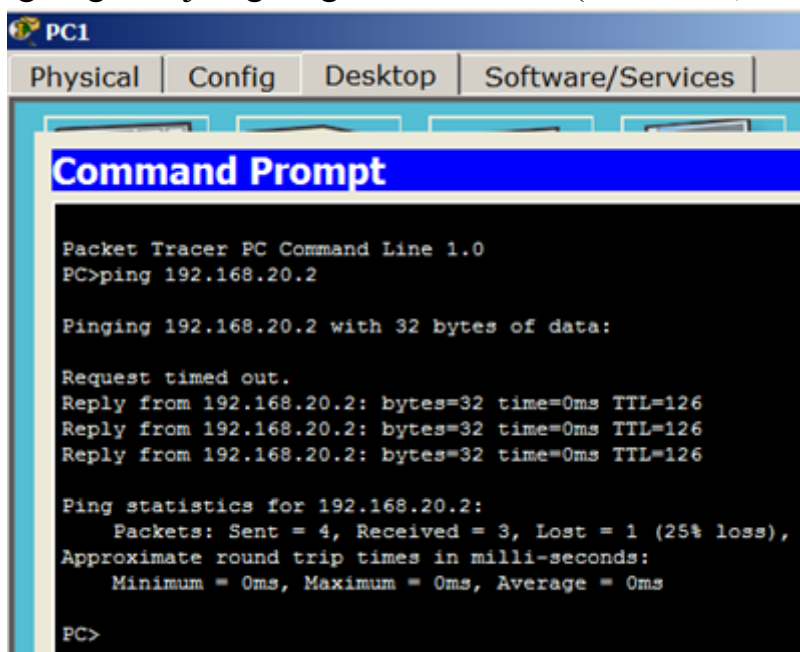 PC1
Physical Config Desktop Software/Services
Command Prompt
Packet Tracer PC Command Line 1.0
PC>ping 192.168.20.2
Pinging 192.168.20.2 with 32 bytes of data:
Request timed out.
Reply from 192.168.20.2: bytes=32 time=0ms TTL=126
Reply from 192.168.20.2: bytes=32 time=0ms TTL=126
Reply from 192.168.20.2: bytes=32 time=0ms TTL=126
Ping statistics for 192.168.20.2:
Packets: Sent = 4, Received = 3, Lost = 1 (25% loss),
Approximate round trip times in milli-seconds:
Minimum = 0ms, Maximum = 0ms, Average = 0ms
PC>